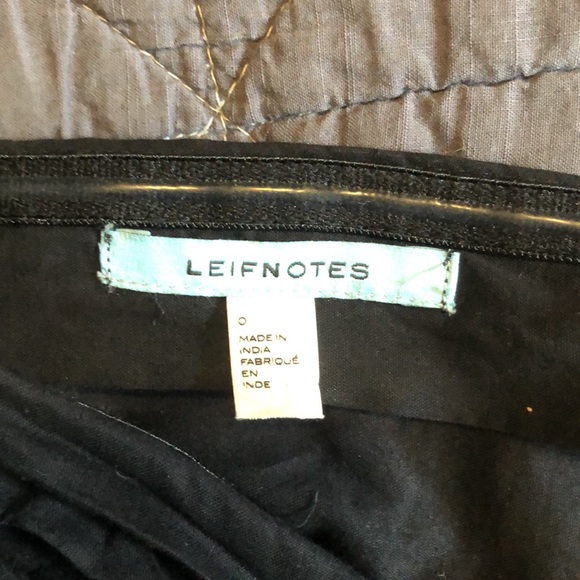 LEIFNOTES
0
MADE IN
INDIA
FABRIQUÉ
EN
INDE